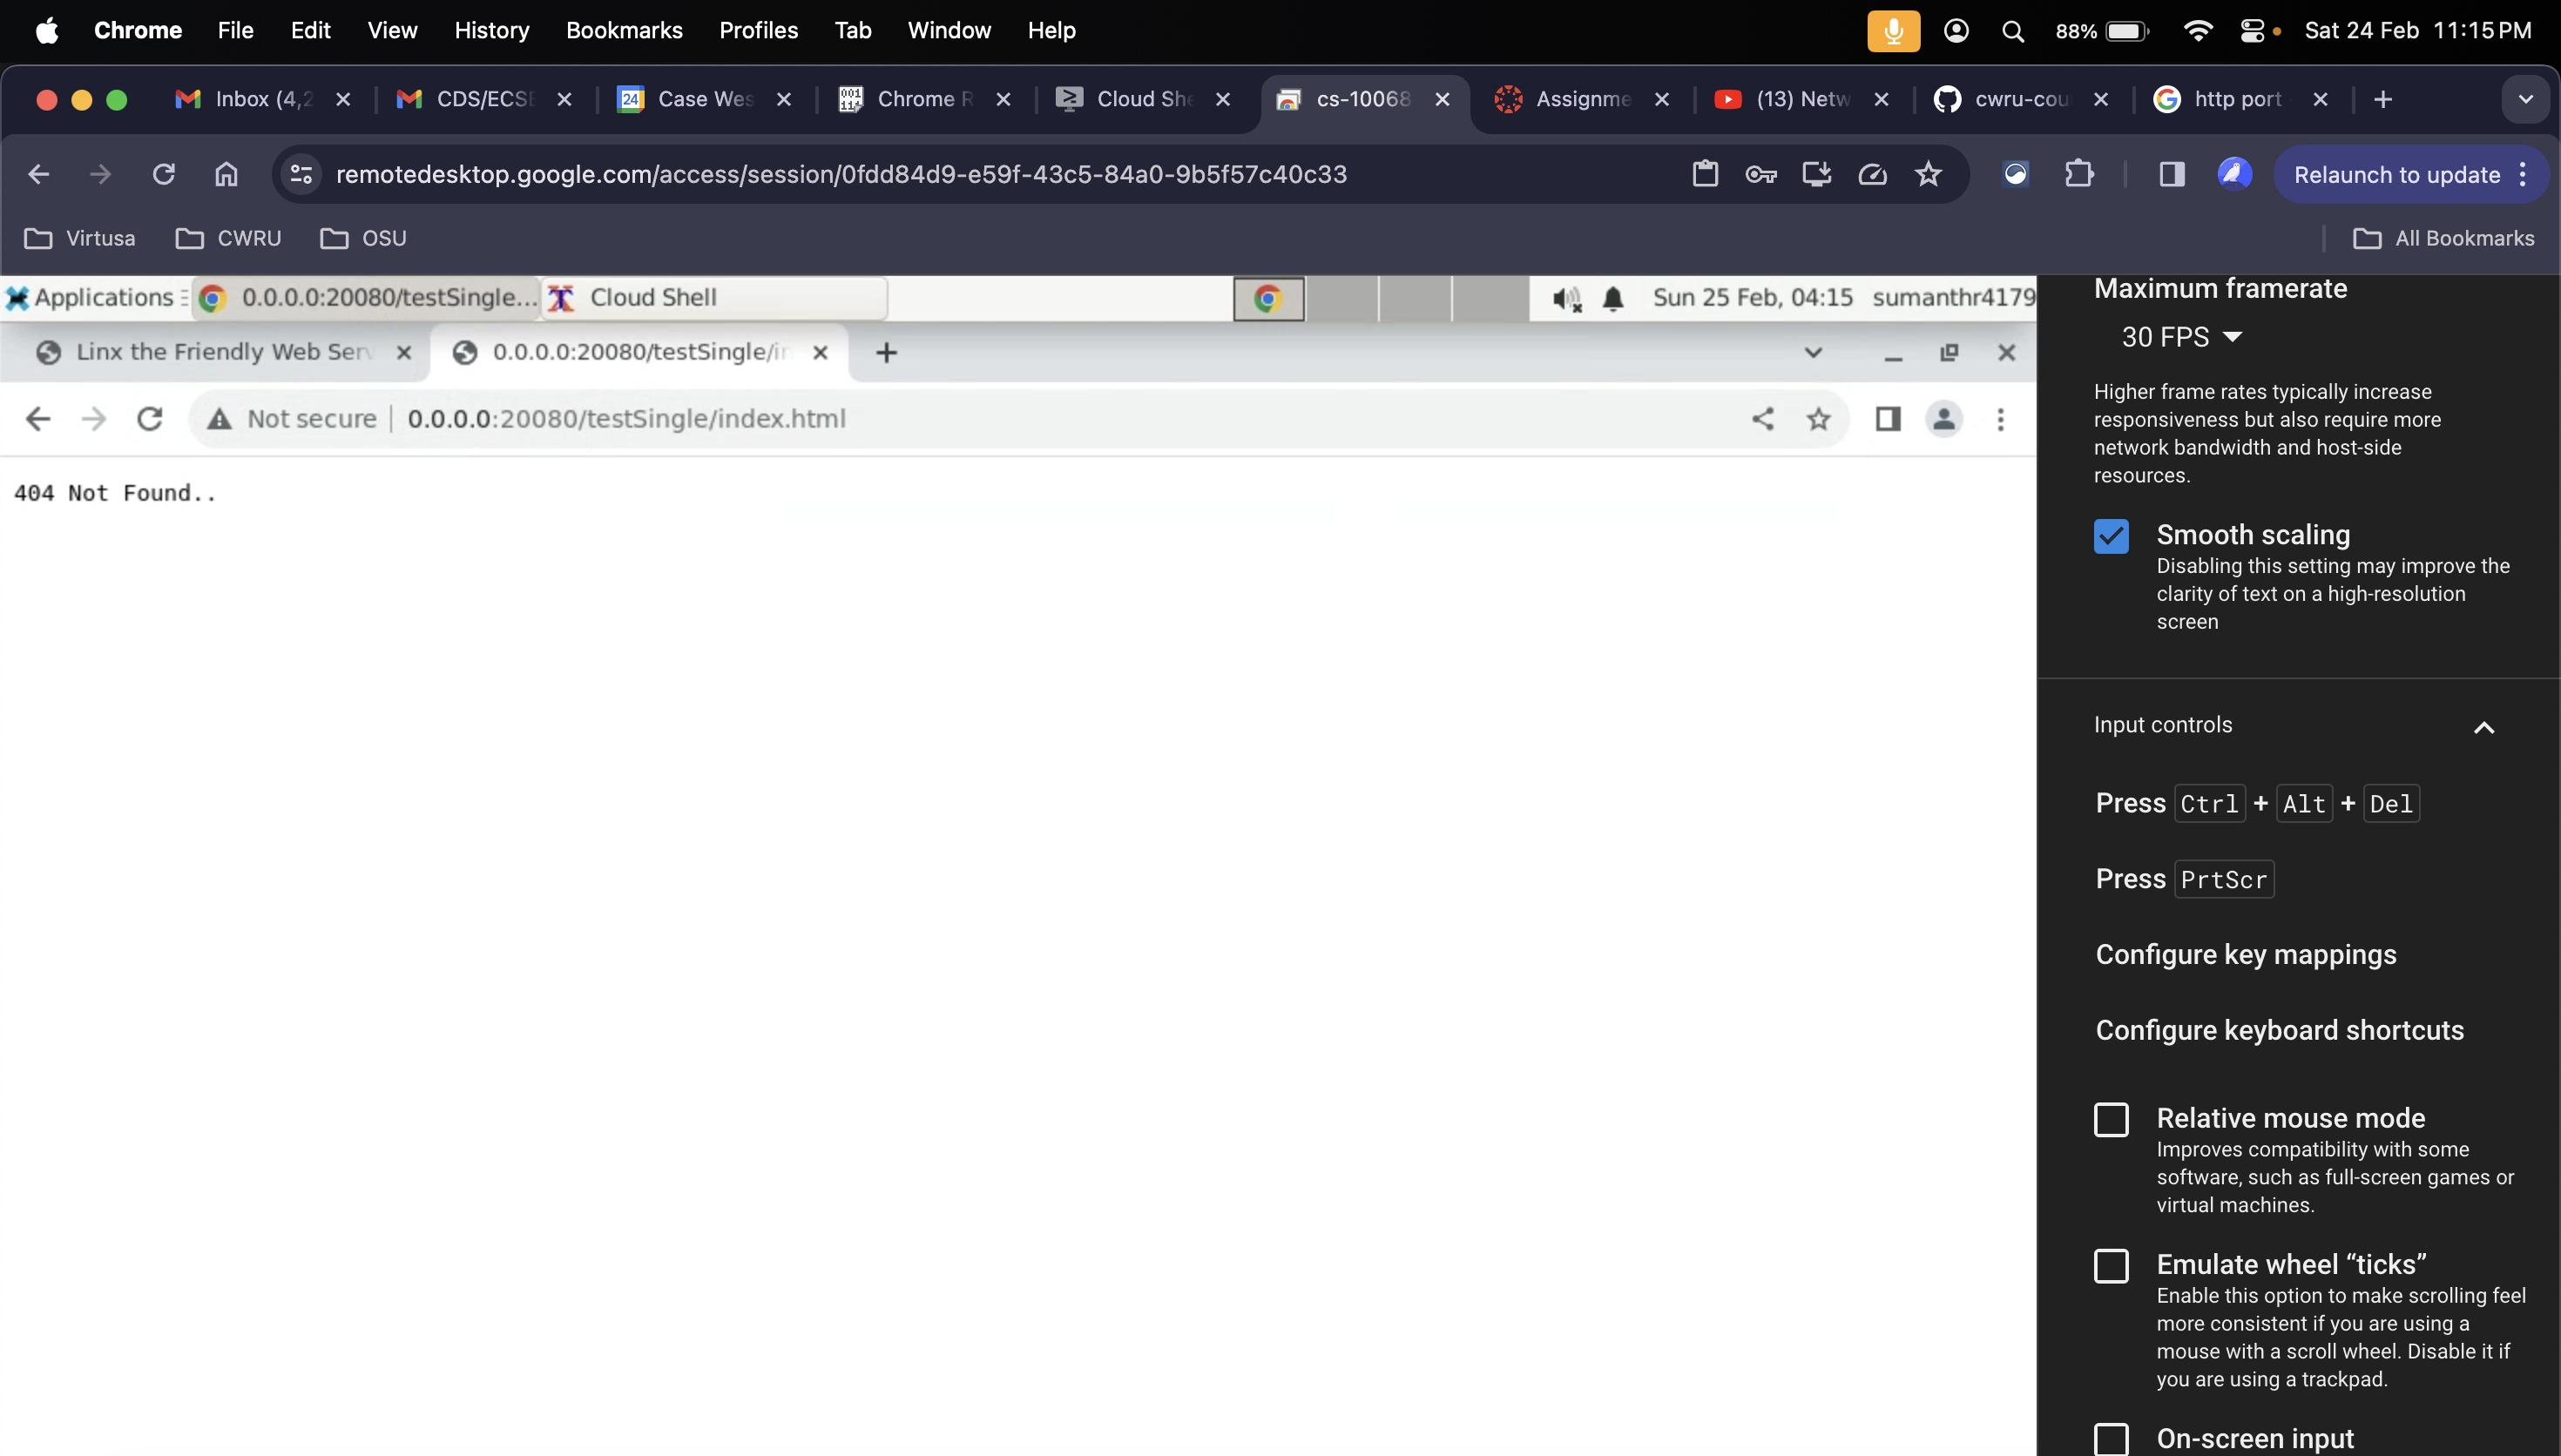 Chrome File Edit View History Bookmarks Profiles Tab Window Help 88% Sat 24 Feb 11:15 PM
Inbox (4,2 CDS/ECSE 24 Case Wes Chrome R Cloud She cs-10068 Assignme (13) Netw cwru-cou http port
remotedesktop.google.com/access/session/0fdd84d9-e59f-43c5-84a0-9b5f57c40c33 Relaunch to update
Virtusa CWRU OSU All Bookmarks
Applications 0.0.0.0:20080/testSingle... Cloud Shell Sun 25 Feb, 04:15 sumanthr4179
Linx the Friendly Web Serv 0.0.0.0:20080/testSingle/in
Not secure 0.0.0.0:20080/testSingle/index.html
404 Not Found..
Maximum framerate
30 FPS
Higher frame rates typically increase
responsiveness but also require more
network bandwidth and host-side
resources.
Smooth scaling
Disabling this setting may improve the
clarity of text on a high-resolution
screen
Input controls
Press Ctrl + Alt + Del
Press PrtScr
Configure key mappings
Configure keyboard shortcuts
Relative mouse mode
Improves compatibility with some
software, such as full-screen games or
virtual machines.
Emulate wheel “ticks”
Enable this option to make scrolling feel
more consistent if you are using a
mouse with a scroll wheel. Disable it if
you are using a trackpad.
On-screen input